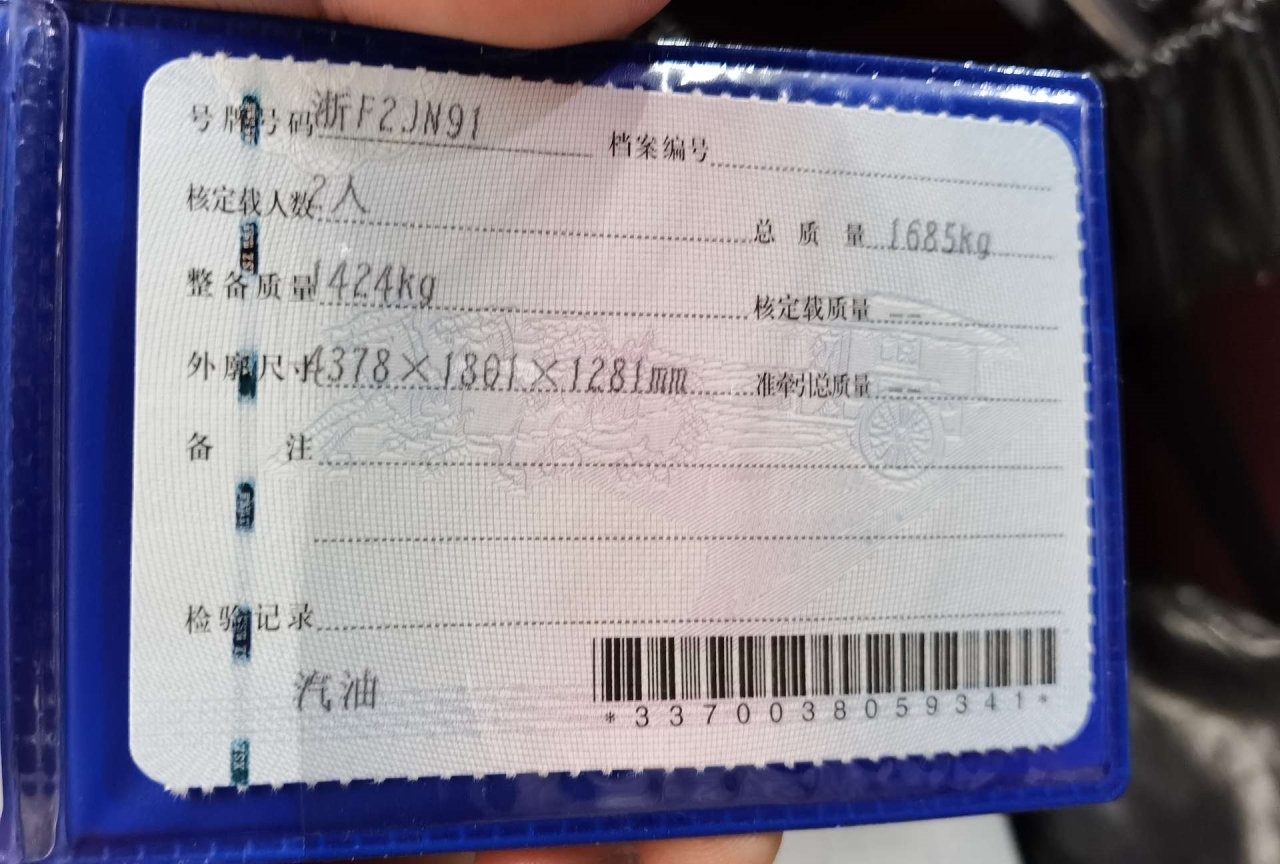 号牌号码 浙F2JN91 档案编号
核定载人数 2人 总质量 1685kg
整备质量 1424kg 核定载质量 --
外廓尺寸 4378×1801×1281mm 准牵引总质量 --
备注
检验记录
汽油
*3370038059341*